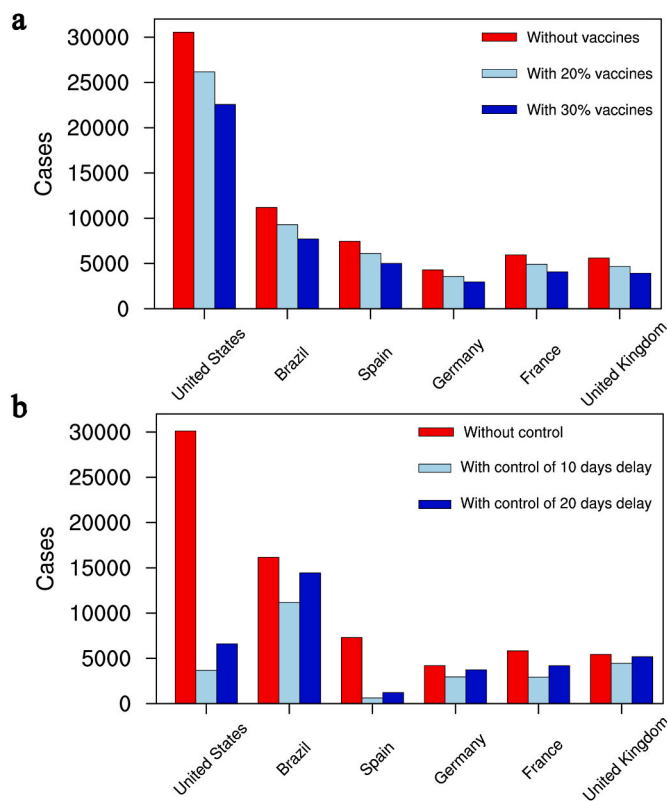 a
30000
25000
20000
15000
10000
5000
0
Cases
Without vaccines
With 20% vaccines
With 30% vaccines
United States
Brazil
Spain
Germany
France
United Kingdom
b
30000
25000
20000
15000
10000
5000
0
Cases
Without control
With control of 10 days delay
With control of 20 days delay
United States
Brazil
Spain
Germany
France
United Kingdom